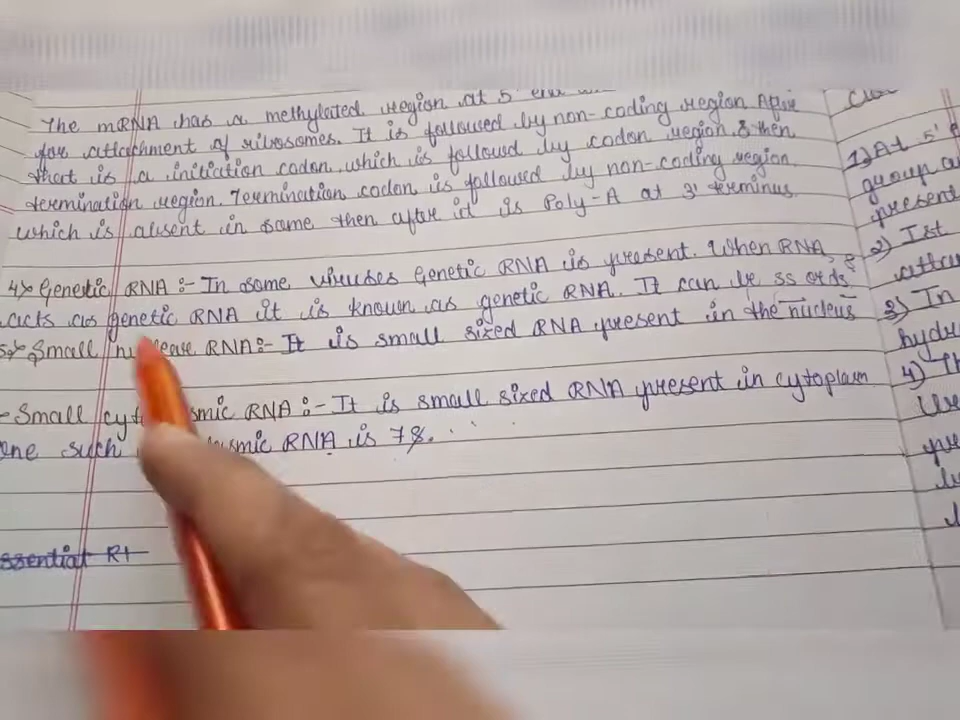 The mRNA has a methylated region at 5'
for attachment of ribosomes. It is followed by non-coding region After
that is a initiation codon, which is followed by codon region & then
termination region. Termination codon is followed by non-coding region
which is absent in some then after it is Poly-A at 3' terminus.
4) Genetic RNA :- In some viruses Genetic RNA is present. When RNA
acts as genetic RNA it is known as genetic RNA. It can be ss or ds
5) Small RNA :- It is small sized RNA present in the nucleus
- Small RNA :- It is small sized RNA present in cytoplasm
One such RNA is 7S.
ssential R
1) At 5'
group
present
2) Ist
3) In
4)